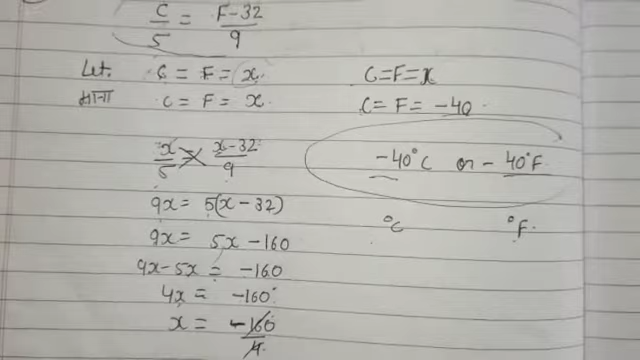 C/5 = F-32/9
Let. C = F = x.
माना C = F = x
x/5 = x-32/9
9x = 5(x-32)
9x = 5x-160
9x-5x = -160
4x = -160
x = -160/4
C=F=x
C=F= -40.
-40°C or -40°F
°C °F.